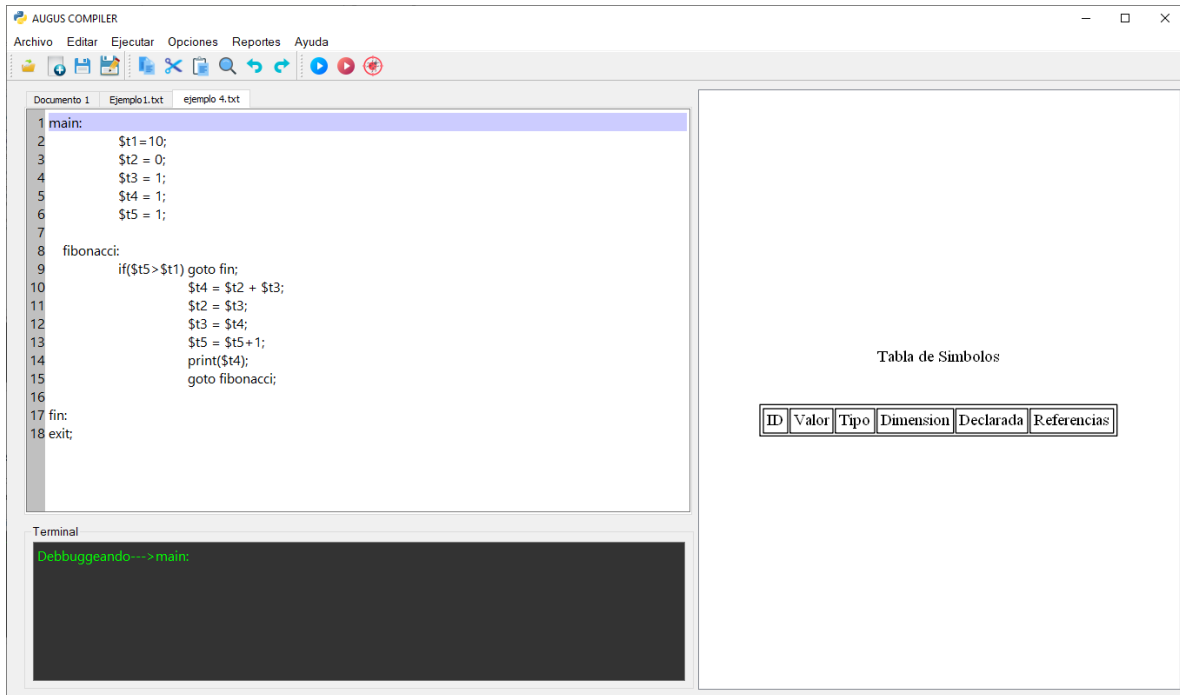 AUGUS COMPILER
Archivo Editar Ejecutar Opciones Reportes Ayuda
Documento 1 Ejemplo1.txt ejemplo 4.txt
1 main:
2 $t1=10;
3 $t2 = 0;
4 $t3 = 1;
5 $t4 = 1;
6 $t5 = 1;
7
8 fibonacci:
9 if($t5>$t1) goto fin;
10 $t4 = $t2 + $t3;
11 $t2 = $t3;
12 $t3 = $t4;
13 $t5 = $t5+1;
14 print($t4);
15 goto fibonacci;
16
17 fin:
18 exit;
Terminal
Debbuggeando--->main:
Tabla de Simbolos
ID Valor Tipo Dimension Declarada Referencias